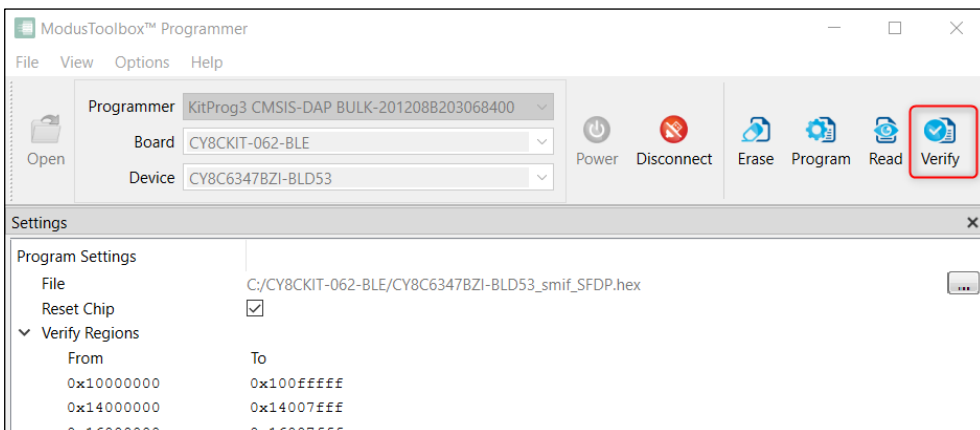 ModusToolbox™ Programmer
File View Options Help
Open
Programmer KitProg3 CMSIS-DAP BULK-201208B203068400
Board CY8CKIT-062-BLE
Device CY8C6347BZI-BLD53
Power Disconnect Erase Program Read Verify
Settings
Program Settings
File C:/CY8CKIT-062-BLE/CY8C6347BZI-BLD53_smif_SFDP.hex ...
Reset Chip
Verify Regions
From To
0x10000000 0x100fffff
0x14000000 0x14007fff